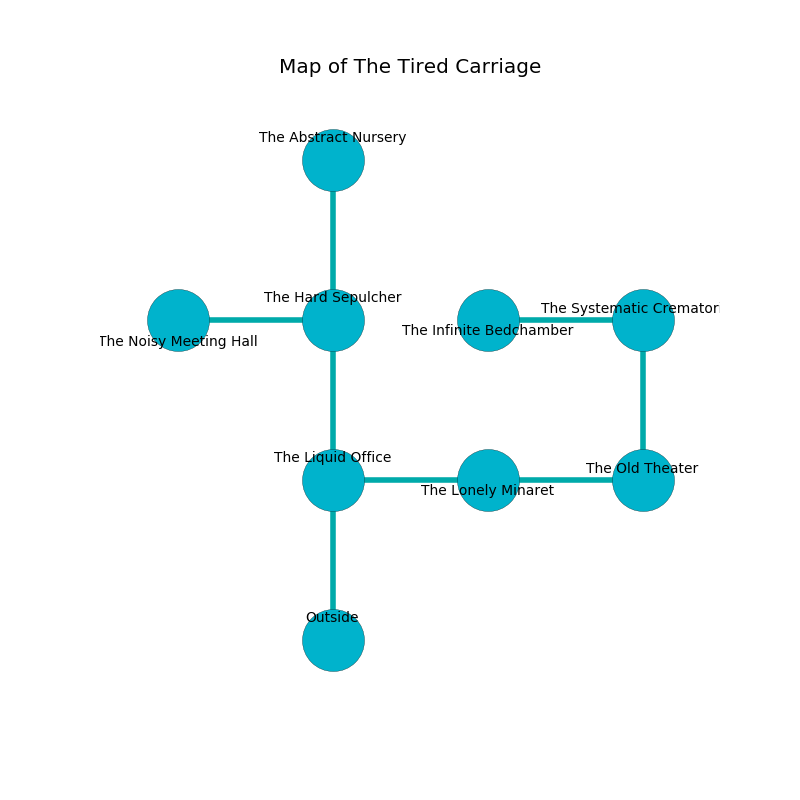 Map of The Tired Carriage
The Abstract Nursery
The Hard Sepulcher
The Systematic Cremator
The Infinite Bedchamber
The Noisy Meeting Hall
The Liquid Office
The Old Theater
The Lonely Minaret
Outside